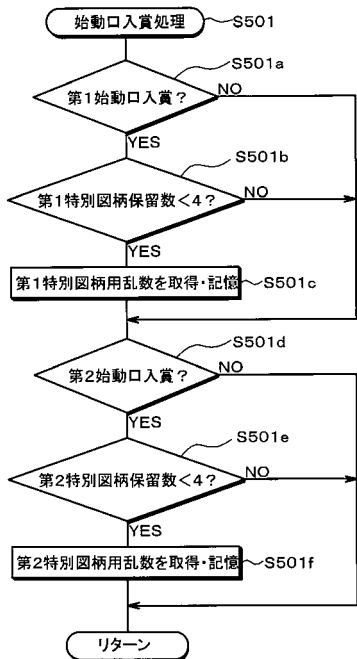 始動口入賞処理 S501
S501a
第1始動口入賞? NO
YES
S501b
第1特別図柄保留数<4? NO
YES
第1特別図柄用乱数を取得・記憶 S501c
S501d
第2始動口入賞? NO
YES
S501e
第2特別図柄保留数<4? NO
YES
第2特別図柄用乱数を取得・記憶 S501f
リターン